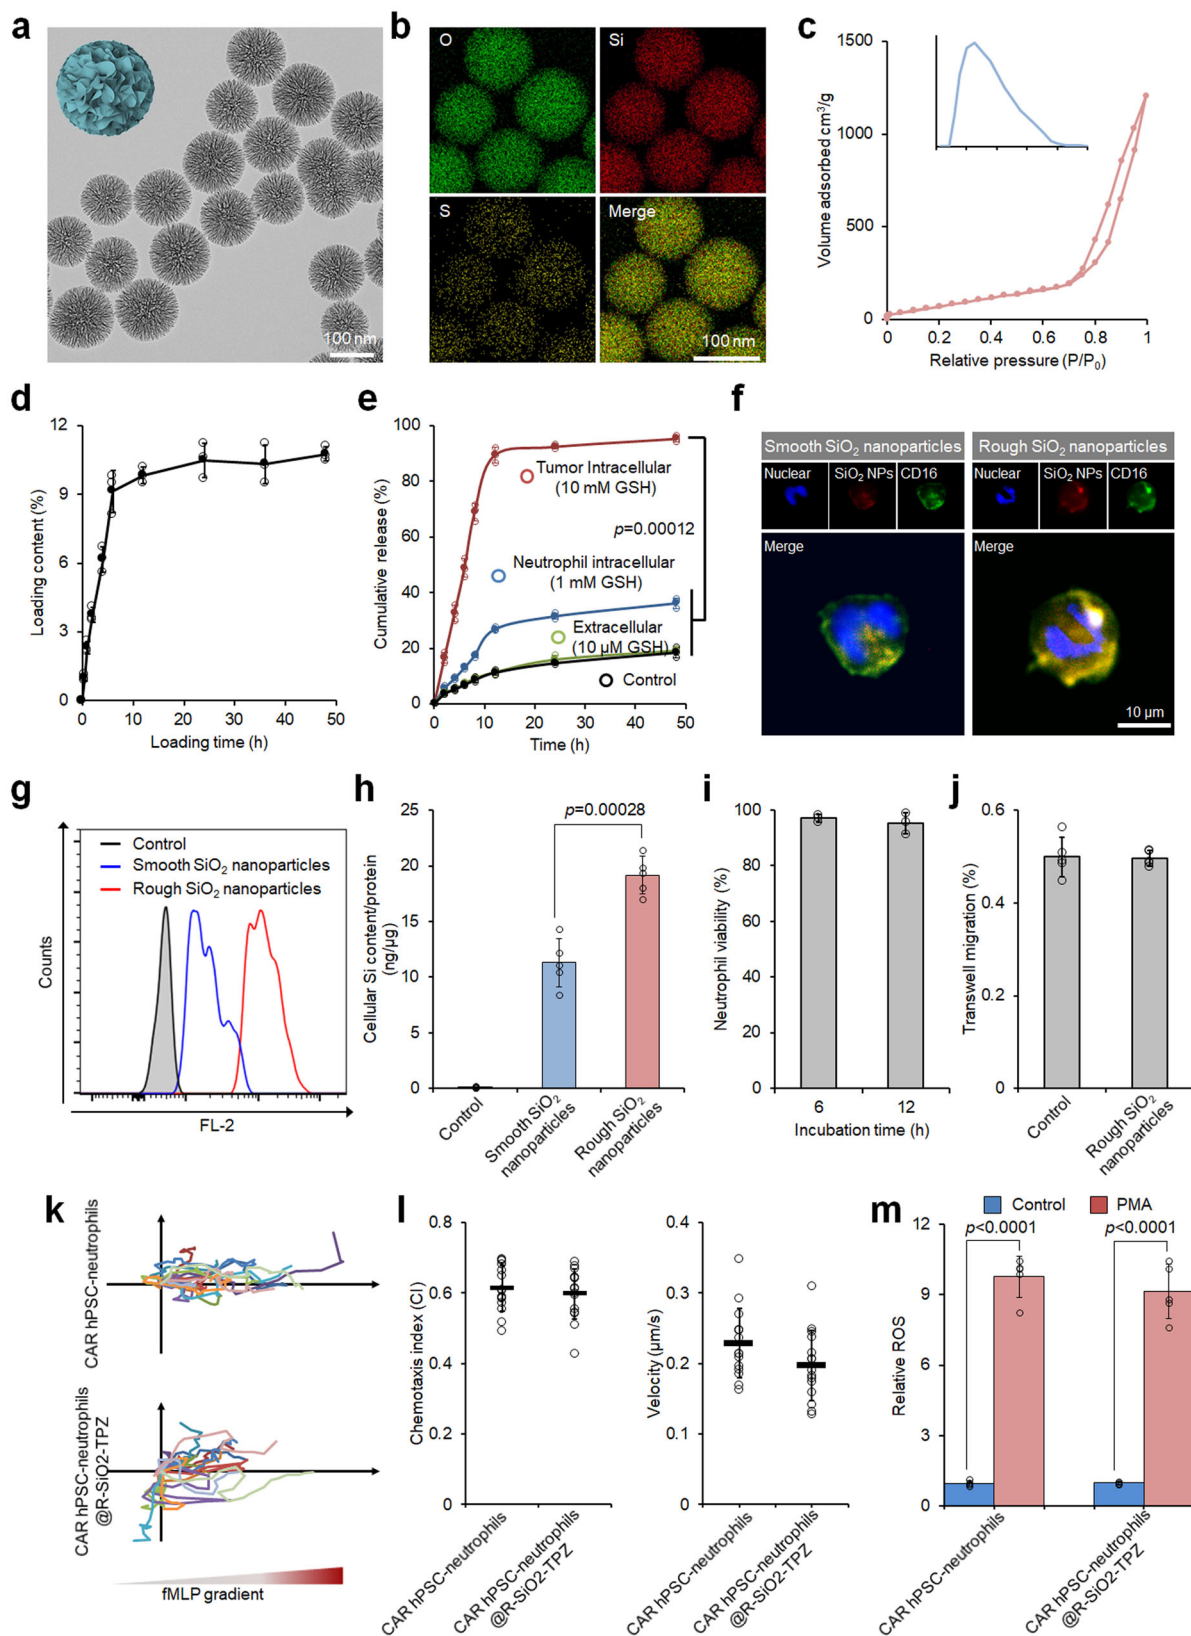 a
100 nm
b
O
Si
S
Merge
100 nm
c
Volume adsorbed cm³/g
1500
1000
500
0
0
0.2
0.4
0.6
0.8
1
Relative pressure (P/P₀)
d
Loading content (%)
12
9
6
3
0
0
10
20
30
40
50
Loading time (h)
e
Cumulative release (%)
100
80
60
40
20
0
Tumor Intracellular
(10 mM GSH)
p=0.00012
Neutrophil intracellular
(1 mM GSH)
Extracellular
(10 µM GSH)
Control
0
10
20
30
40
50
Time (h)
f
Smooth SiO₂ nanoparticles
Nuclear
SiO₂ NPs
CD16
Merge
Rough SiO₂ nanoparticles
Nuclear
SiO₂ NPs
CD16
Merge
10 µm
g
Control
Smooth SiO₂ nanoparticles
Rough SiO₂ nanoparticles
Counts
FL-2
h
Cellular Si content/protein
(ng/µg)
25
20
15
10
5
0
p=0.00028
Control
Smooth SiO₂
nanoparticles
Rough SiO₂
nanoparticles
i
Neutrophil viability (%)
100
80
60
40
20
0
6
12
Incubation time (h)
j
Transwell migration (%)
0.6
0.4
0.2
0
Control
Rough SiO₂
nanoparticles
k
CAR hPSC-neutrophils
CAR hPSC-neutrophils
@R-SiO2-TPZ
fMLP gradient
l
Chemotaxis index (CI)
0.8
0.6
0.4
0.2
0
CAR hPSC-neutrophils
CAR hPSC-neutrophils
@R-SiO2-TPZ
Velocity (µm/s)
0.4
0.3
0.2
0.1
0
CAR hPSC-neutrophils
CAR hPSC-neutrophils
@R-SiO2-TPZ
m
Control
PMA
Relative ROS
12
9
6
3
0
p<0.0001
p<0.0001
CAR hPSC-neutrophils
CAR hPSC-neutrophils
@R-SiO2-TPZ